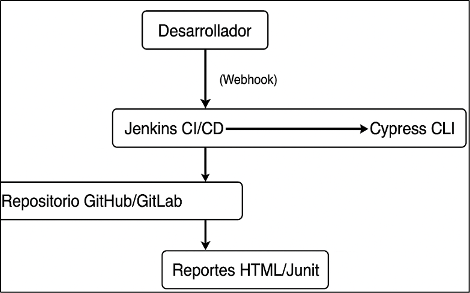 Desarrollador
(Webhook)
Jenkins CI/CD
Cypress CLI
Repositorio GitHub/GitLab
Reportes HTML/Junit